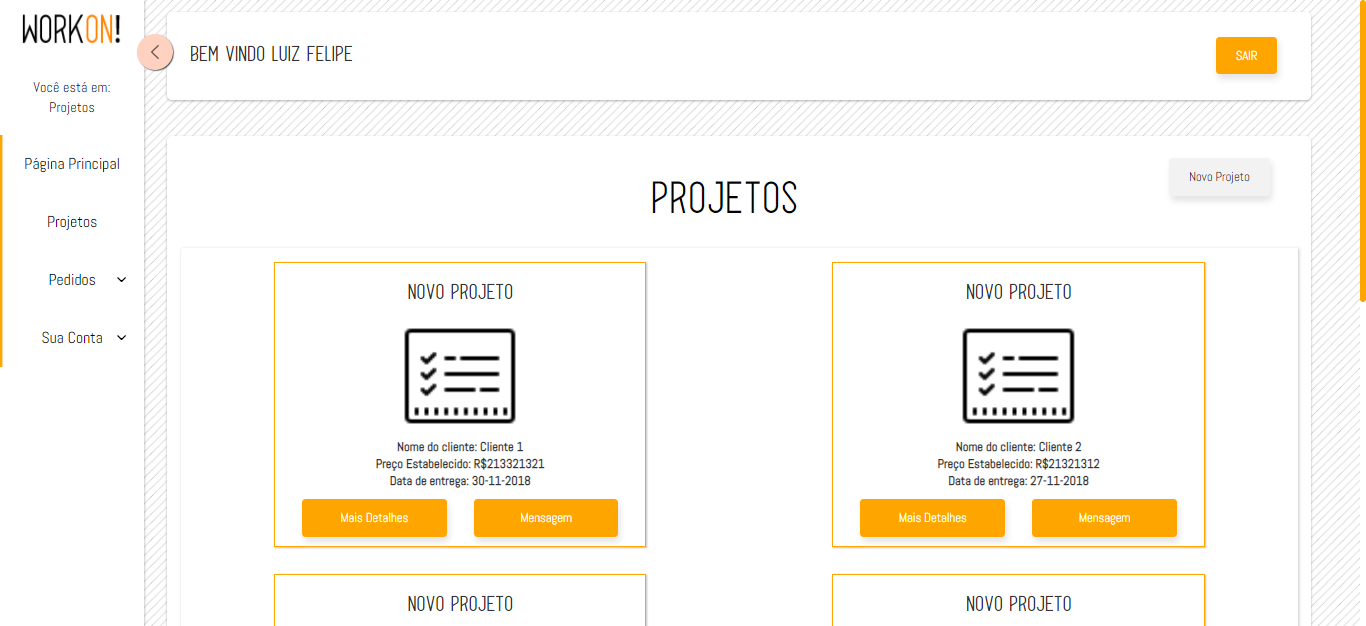 WORKON!
Você está em:
Projetos
Página Principal
Projetos
Pedidos
Sua Conta
BEM VINDO LUIZ FELIPE
SAIR
Novo Projeto
PROJETOS
NOVO PROJETO
Nome do cliente: Cliente 1
Preço Estabelecido: R$213321321
Data de entrega: 30-11-2018
Mais Detalhes
Mensagem
NOVO PROJETO
Nome do cliente: Cliente 2
Preço Estabelecido: R$21321312
Data de entrega: 27-11-2018
Mais Detalhes
Mensagem
NOVO PROJETO
NOVO PROJETO